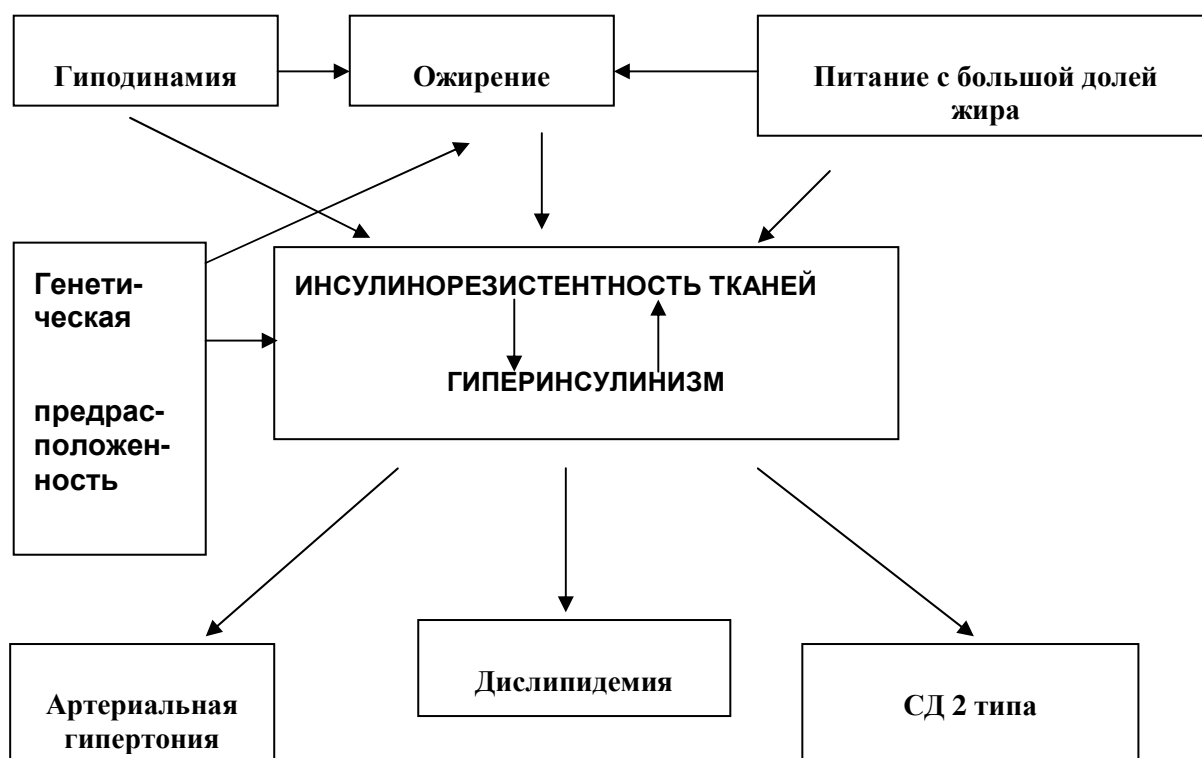 Гиподинамия
Ожирение
Питание с большой долей
жира
Генети-
ческая
предрас-
положен-
ность
ИНСУЛИНОРЕЗИСТЕНТНОСТЬ ТКАНЕЙ
ГИПЕРИНСУЛИНИЗМ
Артериальная
гипертония
Дислипидемия
СД 2 типа